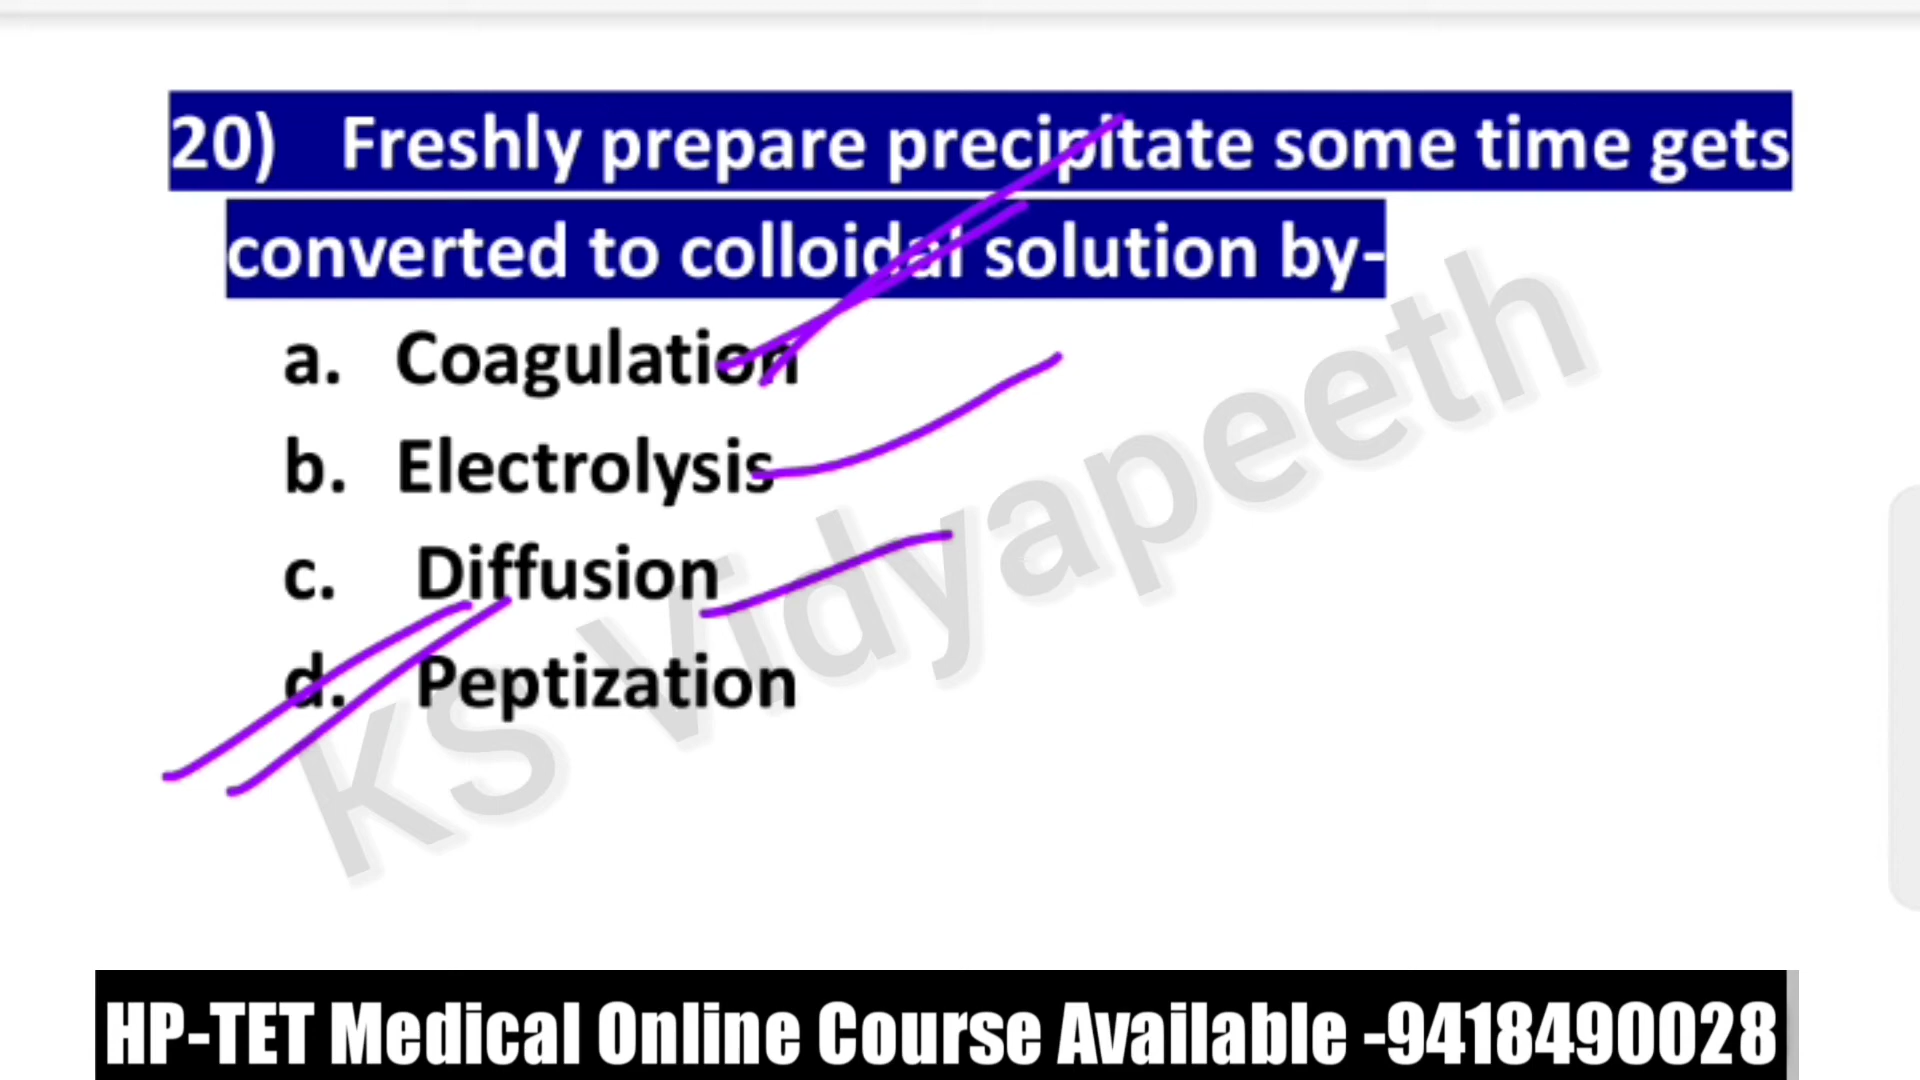 20) Freshly prepare precipitate some time gets
converted to colloidal solution by-
a. Coagulation
b. Electrolysis
c. Diffusion
d. Peptization
KS Vidyapeeth
HP-TET Medical Online Course Available -9418490028